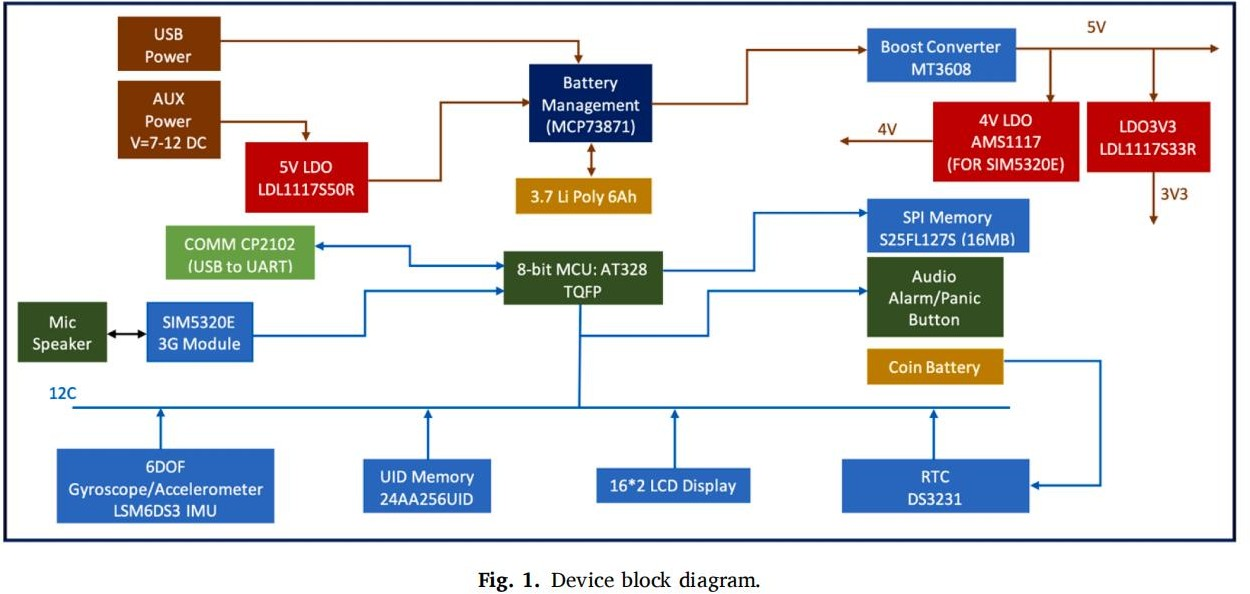 USB
Power
AUX
Power
V=7-12 DC
5V LDO
LDL1117S50R
Battery
Management
(MCP73871)
3.7 Li Poly 6Ah
Boost Converter
MT3608
5V
4V
4V LDO
AMS1117
(FOR SIM5320E)
LDO3V3
LDL1117S33R
3V3
COMM CP2102
(USB to UART)
8-bit MCU: AT328
TQFP
SPI Memory
S25FL127S (16MB)
Audio
Alarm/Panic
Button
Mic
Speaker
SIM5320E
3G Module
Coin Battery
12C
6DOF
Gyroscope/Accelerometer
LSM6DS3 IMU
UID Memory
24AA256UID
16*2 LCD Display
RTC
DS3231
Fig. 1. Device block diagram.